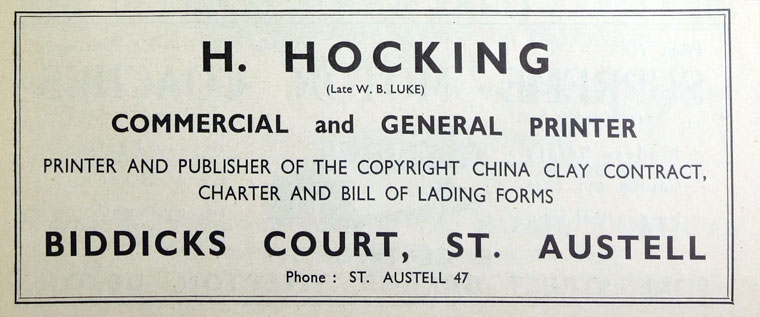 H. HOCKING
(Late W. B. LUKE)
COMMERCIAL and GENERAL PRINTER
PRINTER AND PUBLISHER OF THE COPYRIGHT CHINA CLAY CONTRACT,
CHARTER AND BILL OF LADING FORMS
BIDDICKS COURT, ST. AUSTELL
Phone : ST. AUSTELL 47